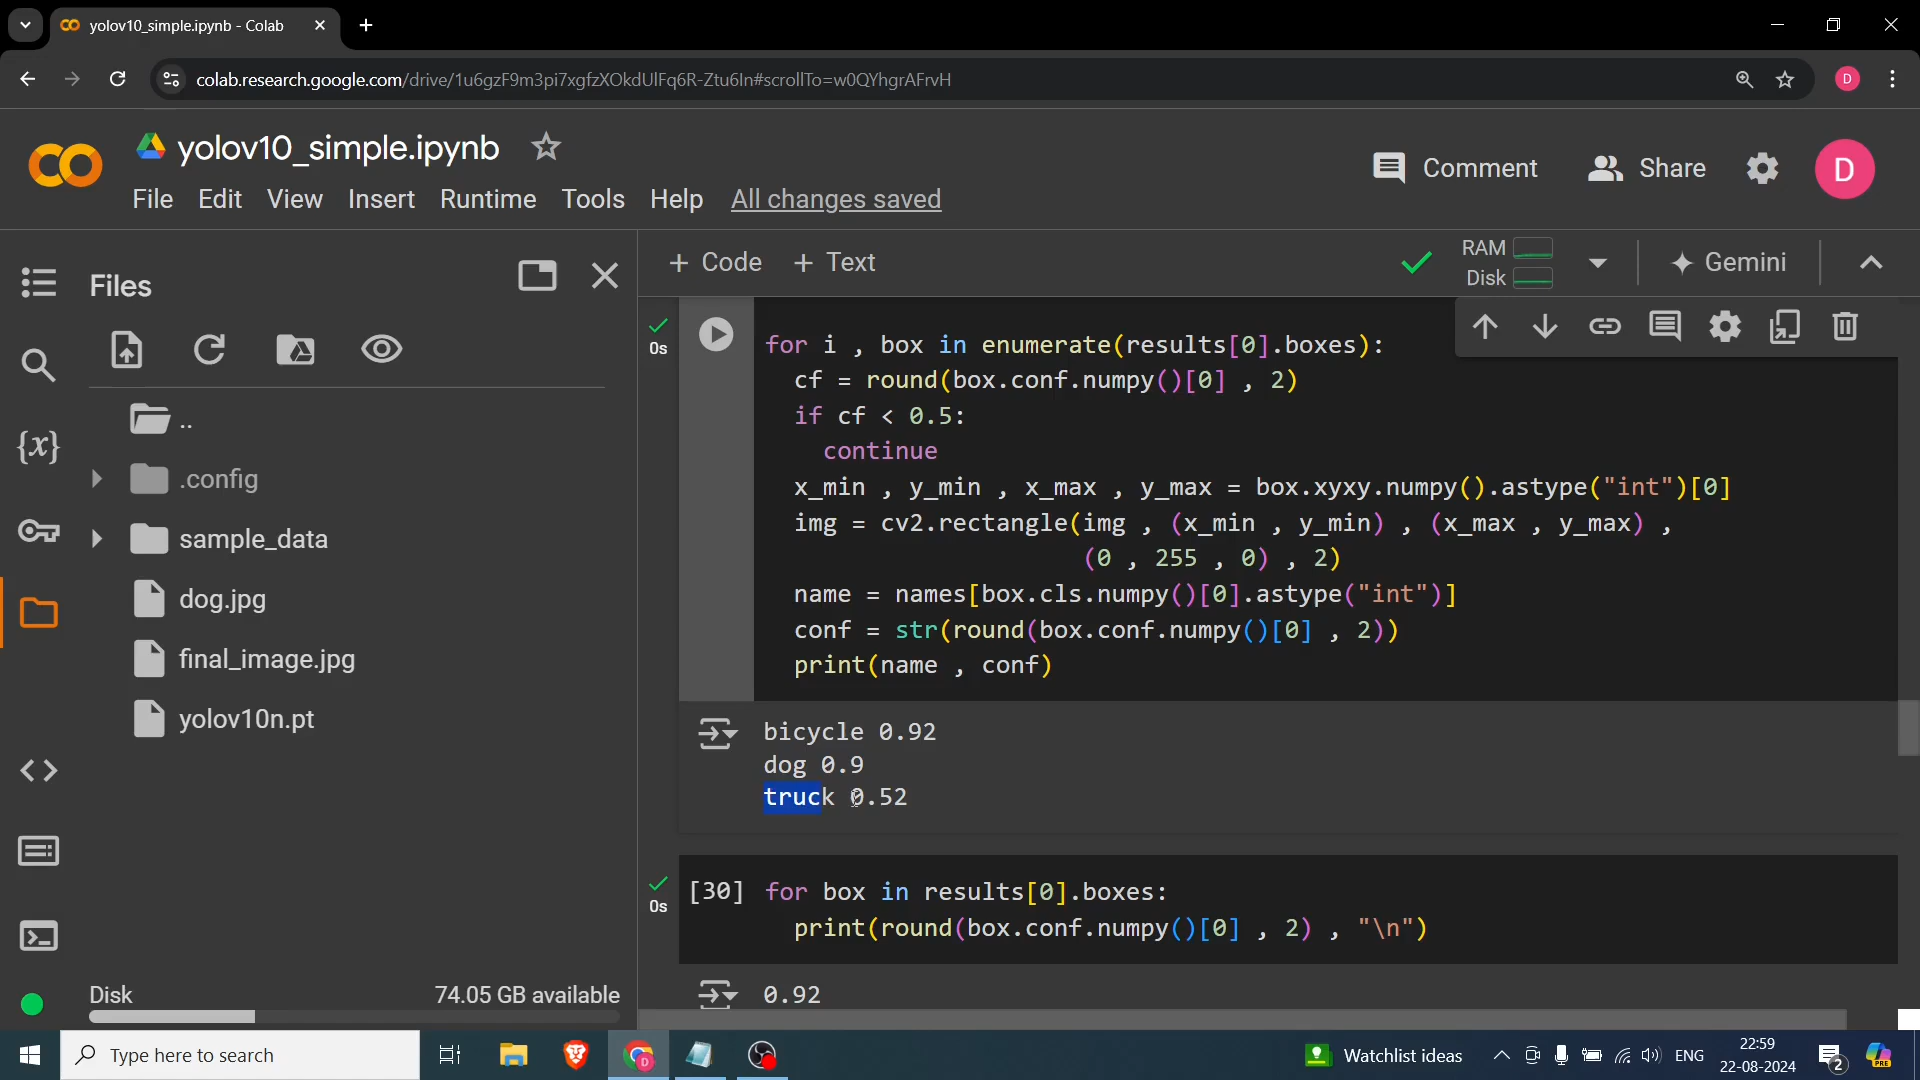 yolov10_simple.ipynb - Colab
colab.research.google.com/drive/1u6gzF9m3pi7xgfzXOkdUlFq6R-Ztu6In#scrollTo=w0QYhgrAFrvH
D
yolov10_simple.ipynb
Comment
Share
D
File Edit View Insert Runtime Tools Help All changes saved
Files
+ Code + Text
RAM
Disk
Gemini
..
.config
sample_data
dog.jpg
final_image.jpg
yolov10n.pt
{x}
Disk 74.05 GB available
0s
for i , box in enumerate(results[0].boxes):
cf = round(box.conf.numpy()[0] , 2)
if cf < 0.5:
continue
x_min , y_min , x_max , y_max = box.xyxy.numpy().astype("int")[0]
img = cv2.rectangle(img , (x_min , y_min) , (x_max , y_max) ,
(0 , 255 , 0) , 2)
name = names[box.cls.numpy()[0].astype("int")]
conf = str(round(box.conf.numpy()[0] , 2))
print(name , conf)
bicycle 0.92
dog 0.9
truck 0.52
0s
[30] for box in results[0].boxes:
print(round(box.conf.numpy()[0] , 2) , "\n")
0.92
Type here to search
Watchlist ideas
ENG
22:59
22-08-2024
2
PRE